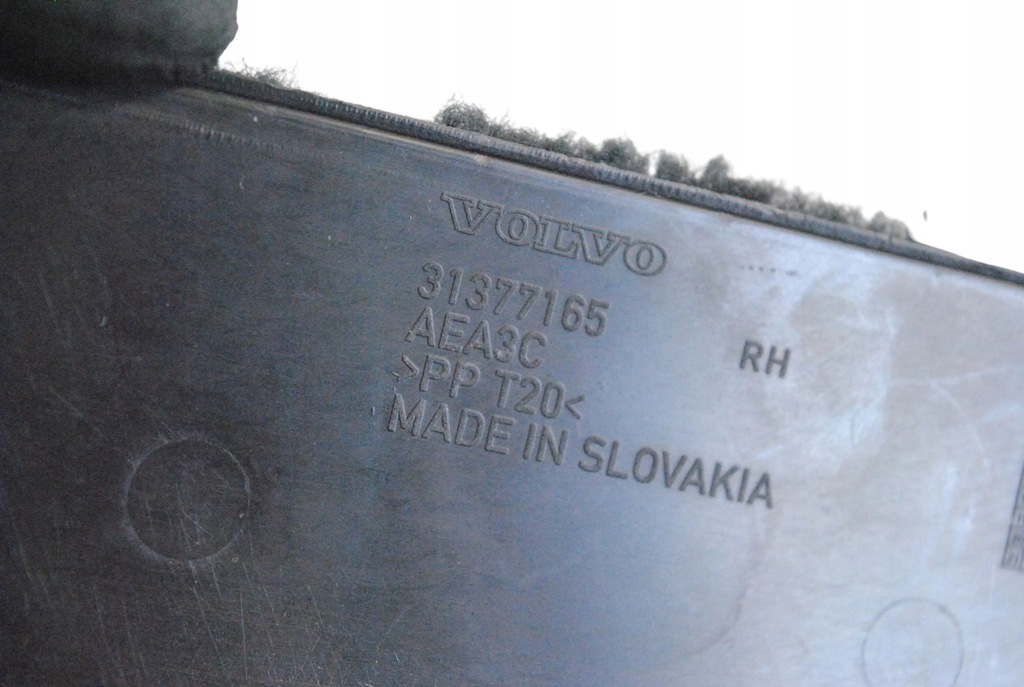 VOLVO
31377165
AEA3C
>PP T20<
MADE IN SLOVAKIA
RH